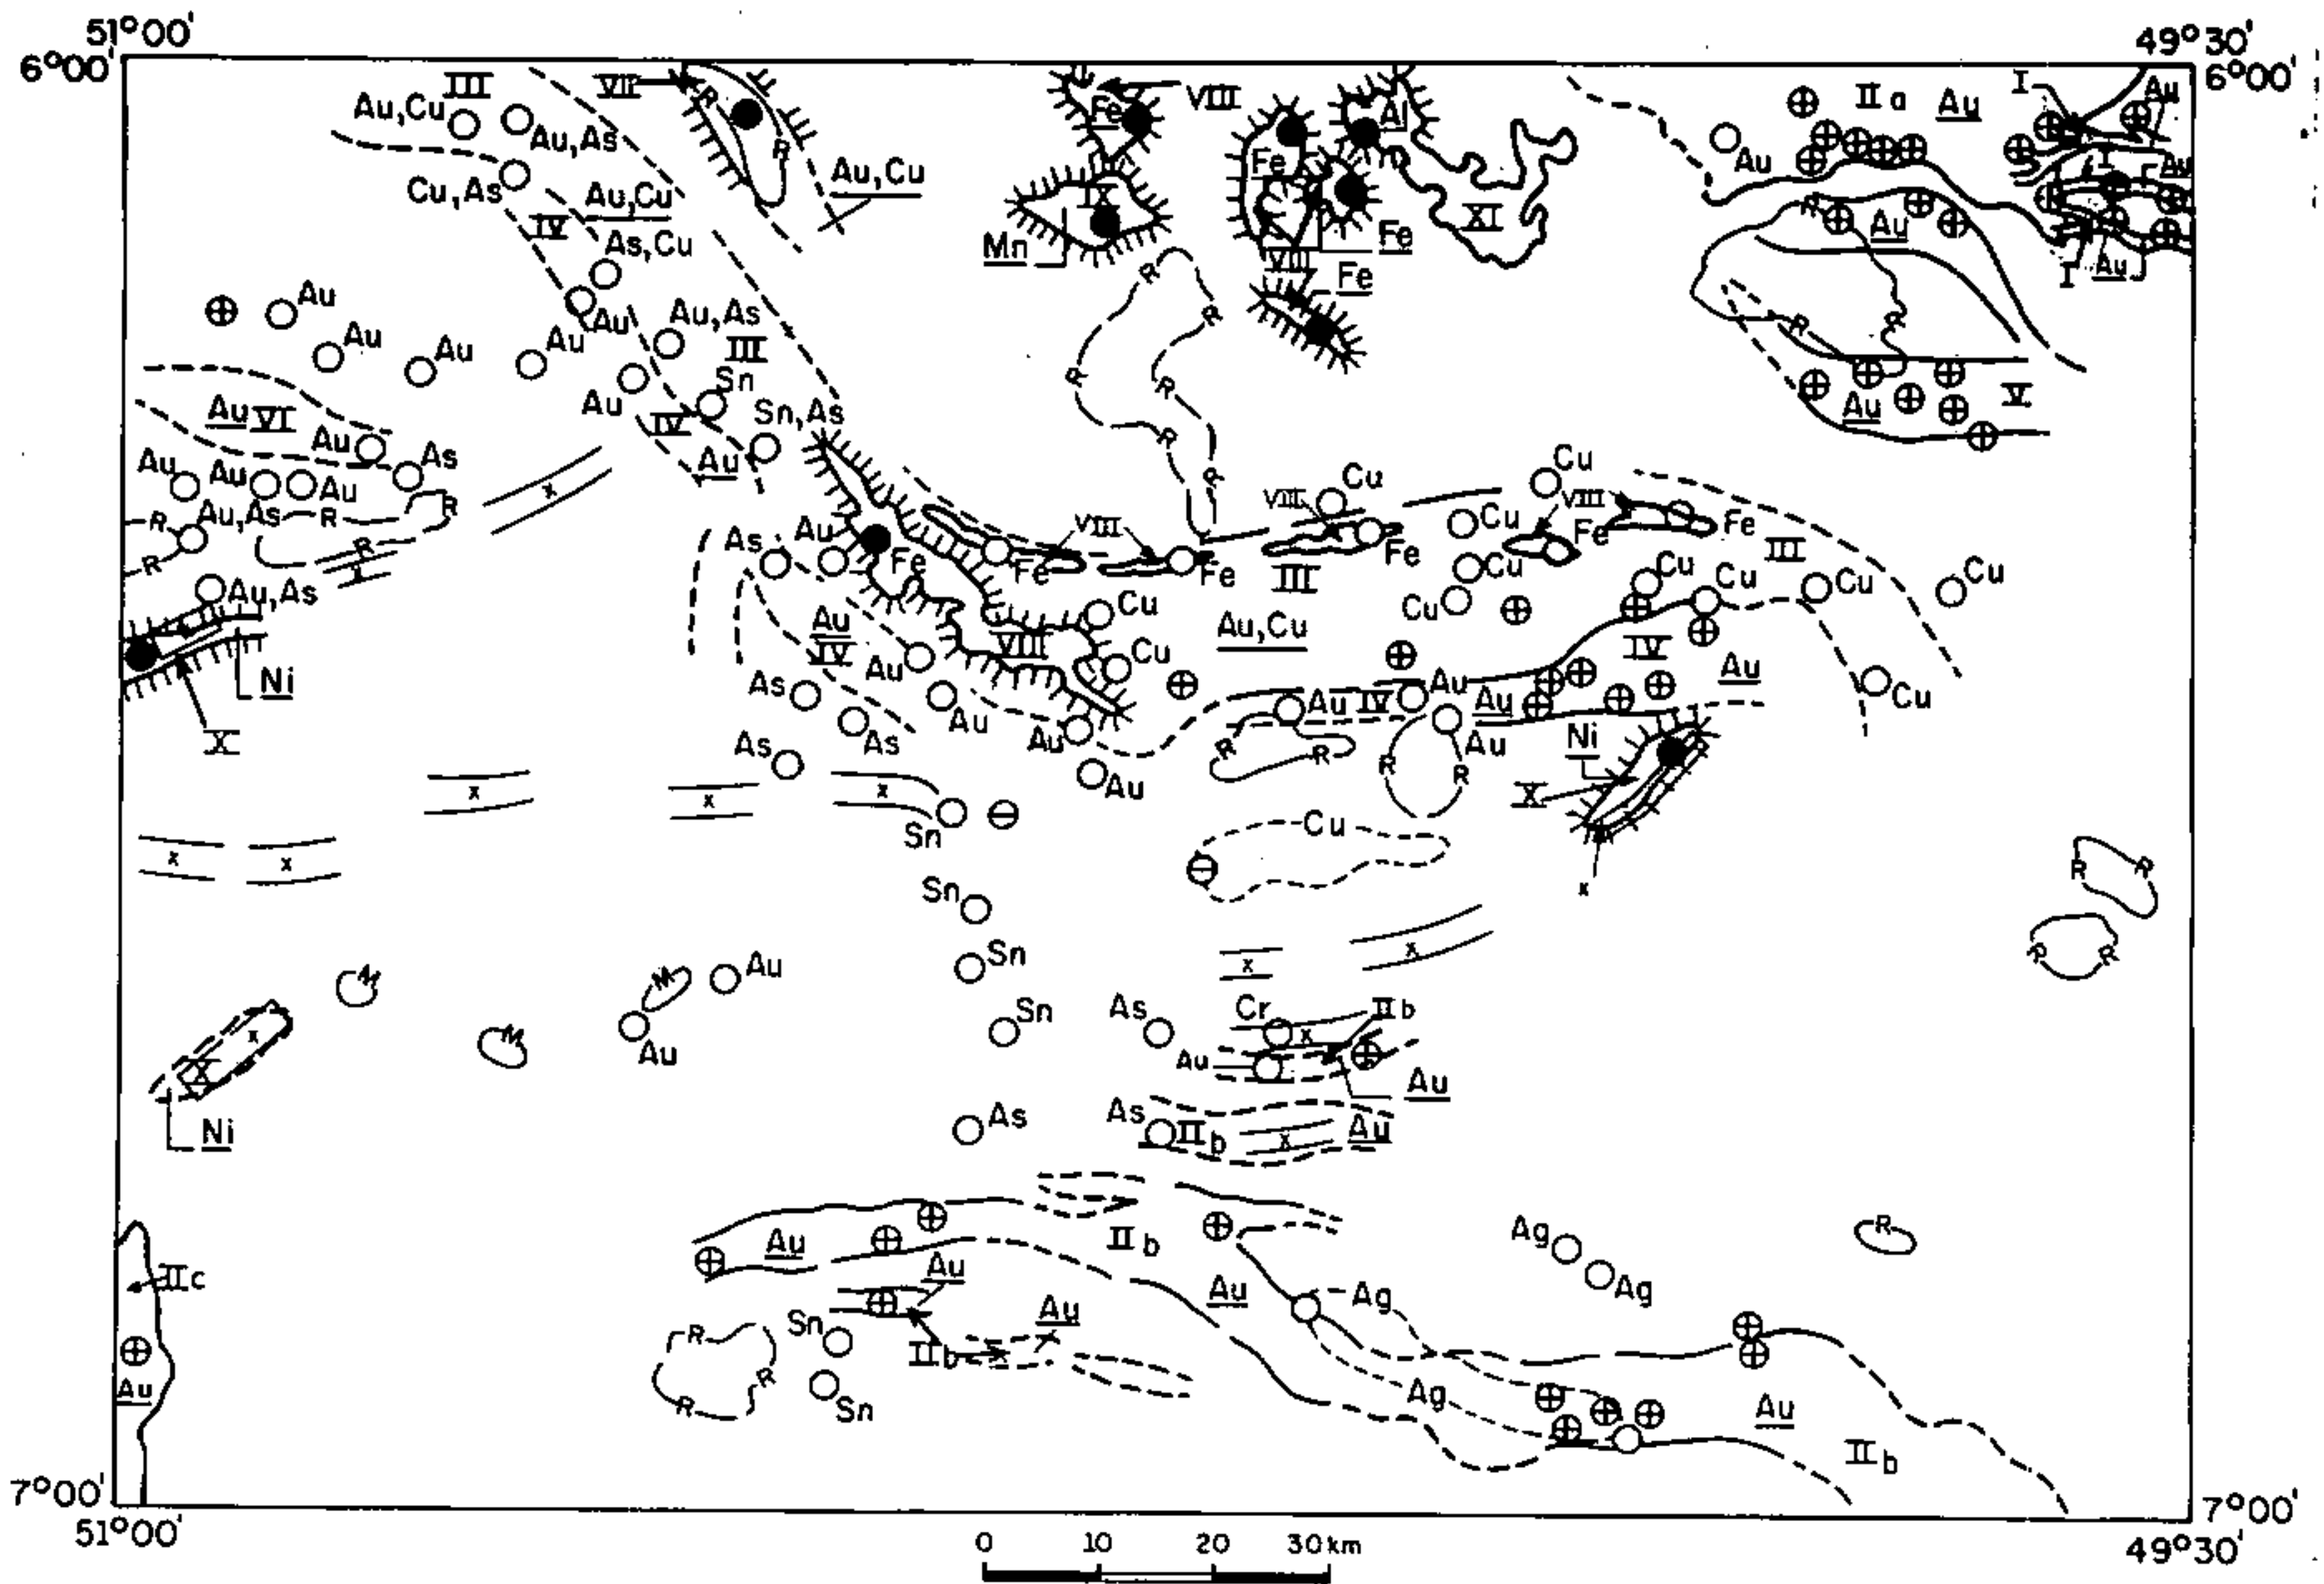 51°00'
49°30'
6°00'
6°00'
III
VII
VIII
I
IIa
Au
Au
Au,Cu
Au,As
R
Fe
Al
Au
R
Fe
Au
I
Au
Cu,As
Au,Cu
Au,Cu
IX
XI
R
IV
As,Cu
Mn
Fe
Au
I
Au
VIII
Fe
R
Au
Au
Au,As
R
R
R
Au
Au
Au
III
Au
Sn
R
R
V
Au
VI
IV
Sn,As
Au
Au
As
Au
R
Au
Au
Au
x
R
Cu
Cu
R
Au,As
R
R
VIII
VIII
VIII
Cu
As
Au
Fe
Fe
Fe
Fe
Fe
Fe
III
R
R
x
III
Cu
Cu
Cu
Cu
Cu
Au,As
Cu
Cu
Au
IV
VIII
Au,Cu
IV
Au
Cu
Au
Ni
As
Au
Au
IV
Au
Au
Cu
X
As
Au
Au
Ni
As
R
R
R
R
Au
X
x
x
x
Sn
Cu
x
x
R
R
x
Sn
x
x
R
R
M
M
Au
Sn
As
Cr
IIb
x
M
Au
Sn
Au
x
X
Au
Ni
As
As
IIb
x
Au
Au
IIb
Ag
R
IIc
Au
Au
Ag
Ag
Sn
Au
R
IIb
Au
R
R
Sn
Ag
Au
IIb
7°00'
7°00'
51°00'
0 10 20 30km
49°30'